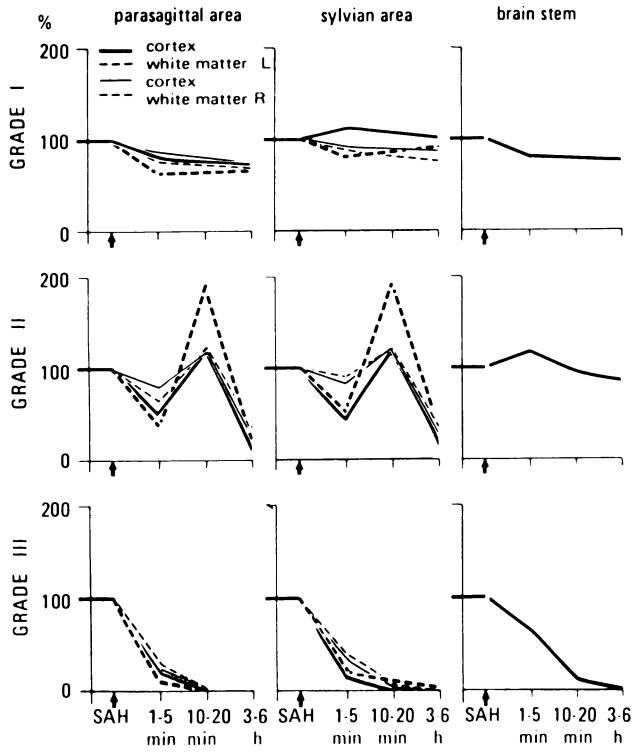 % parasagittal area sylvian area brain stem
200
cortex
white matter L
cortex
white matter R
GRADE I
100
0
200
GRADE II
100
0
200
GRADE III
100
0
SAH 1·5 10·20 3·6 SAH 1·5 10·20 3·6 SAH 1·5 10·20 3·6
min min h min min h min min h